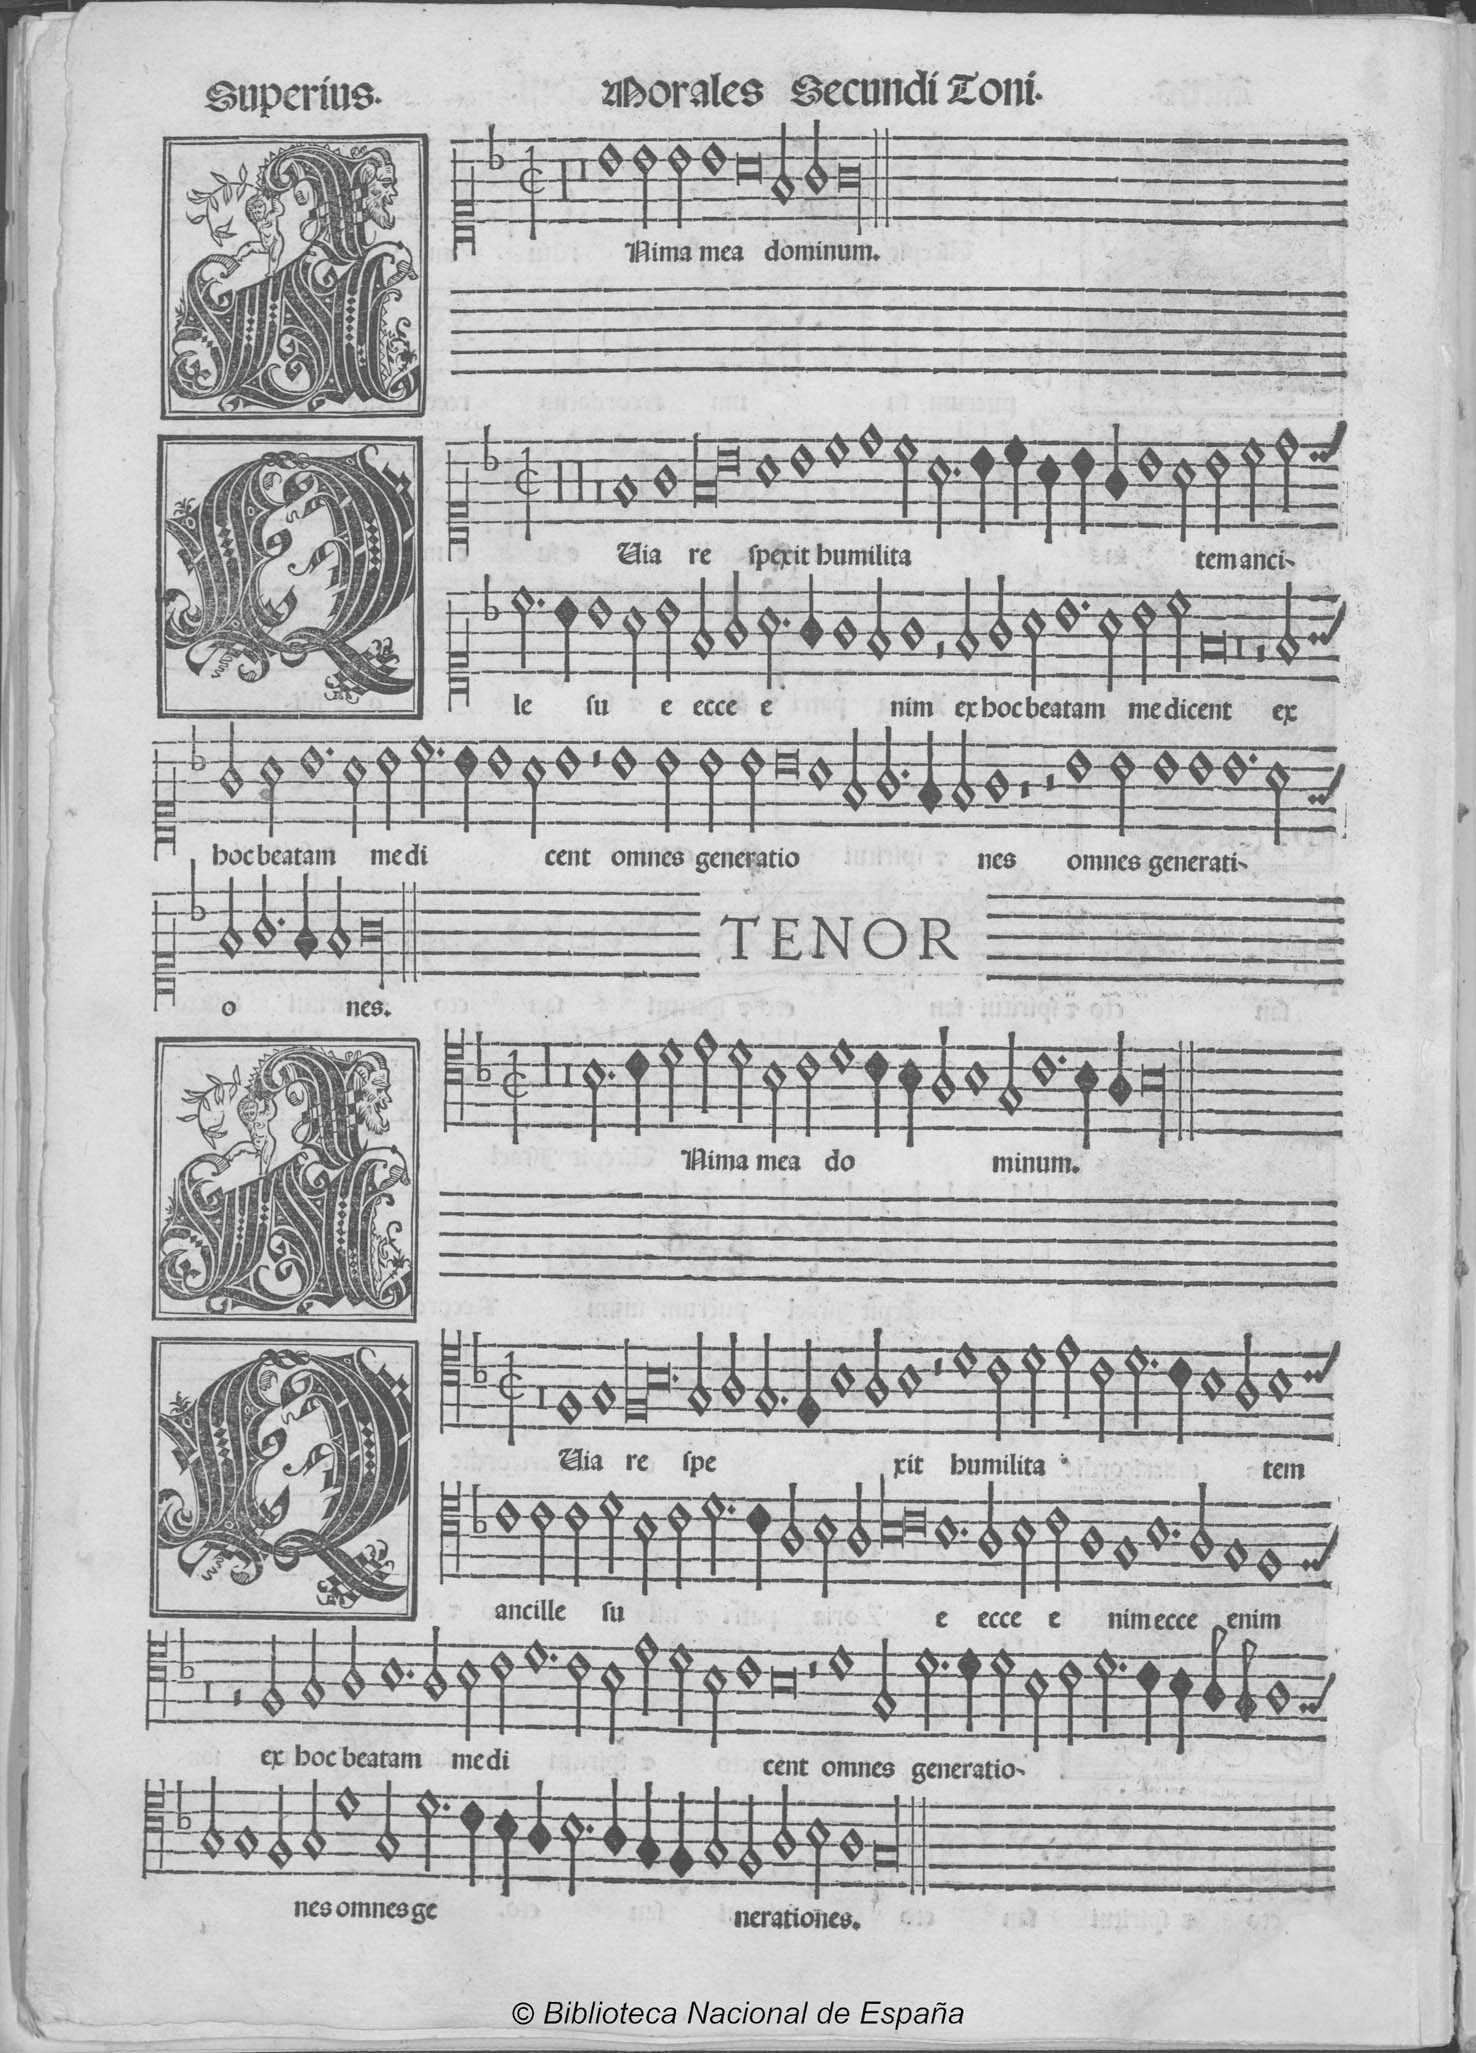 Superius. Morales Secundi Toni.
A Nima mea dominum.
Q Uia re spexit humilita tem anci-
le su e ecce e nim ex hoc beatam me dicent ex
hoc beatam me di cent omnes generatio nes omnes generati-
o nes.
TENOR
A Nima mea do minum.
Q Uia re spe xit humilita tem
ancille su e ecce e nim ecce enim
ex hoc beatam me di cent omnes generatio-
nes omnes ge nerationes.
© Biblioteca Nacional de España